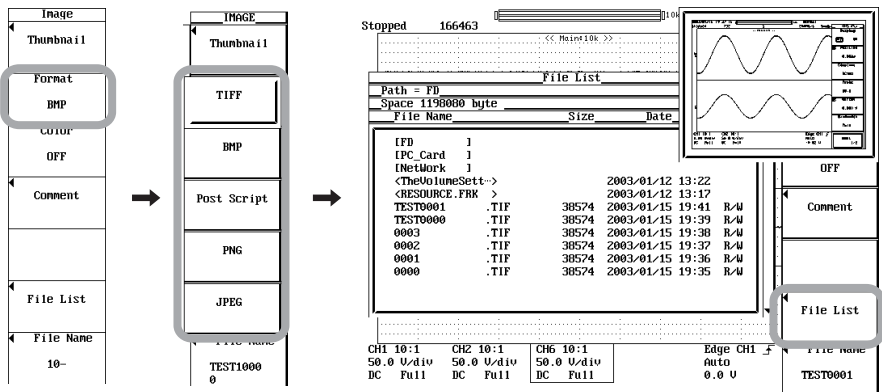 Image
Thumbnail
Format
BMP
Color
OFF
Comment
File List
File Name
10-
IMAGE
Thumbnail
TIFF
BMP
Post Script
PNG
JPEG
File Name
TEST1000
0
Stopped 166463
10k
<< Main:10k >>
File List
Path = FD
Space 1198080 byte
File Name Size Date
[FD ]
[PC_Card ]
[NetWork ]
<TheVolumeSett…> 2003/01/12 13:22
<RESOURCE.FRK > 2003/01/12 13:17
TEST0001 .TIF 38574 2003/01/15 19:41 R/W
TEST0000 .TIF 38574 2003/01/15 19:39 R/W
0003 .TIF 38574 2003/01/15 19:38 R/W
0002 .TIF 38574 2003/01/15 19:37 R/W
0001 .TIF 38574 2003/01/15 19:36 R/W
0000 .TIF 38574 2003/01/15 19:35 R/W
CH1 10:1 CH2 10:1 CH6 10:1 Edge CH1
50.0 V/div 50.0 V/div 50.0 V/div Auto
DC Full DC Full DC Full 0.0 V
OFF
Comment
File List
File Name
TEST0001